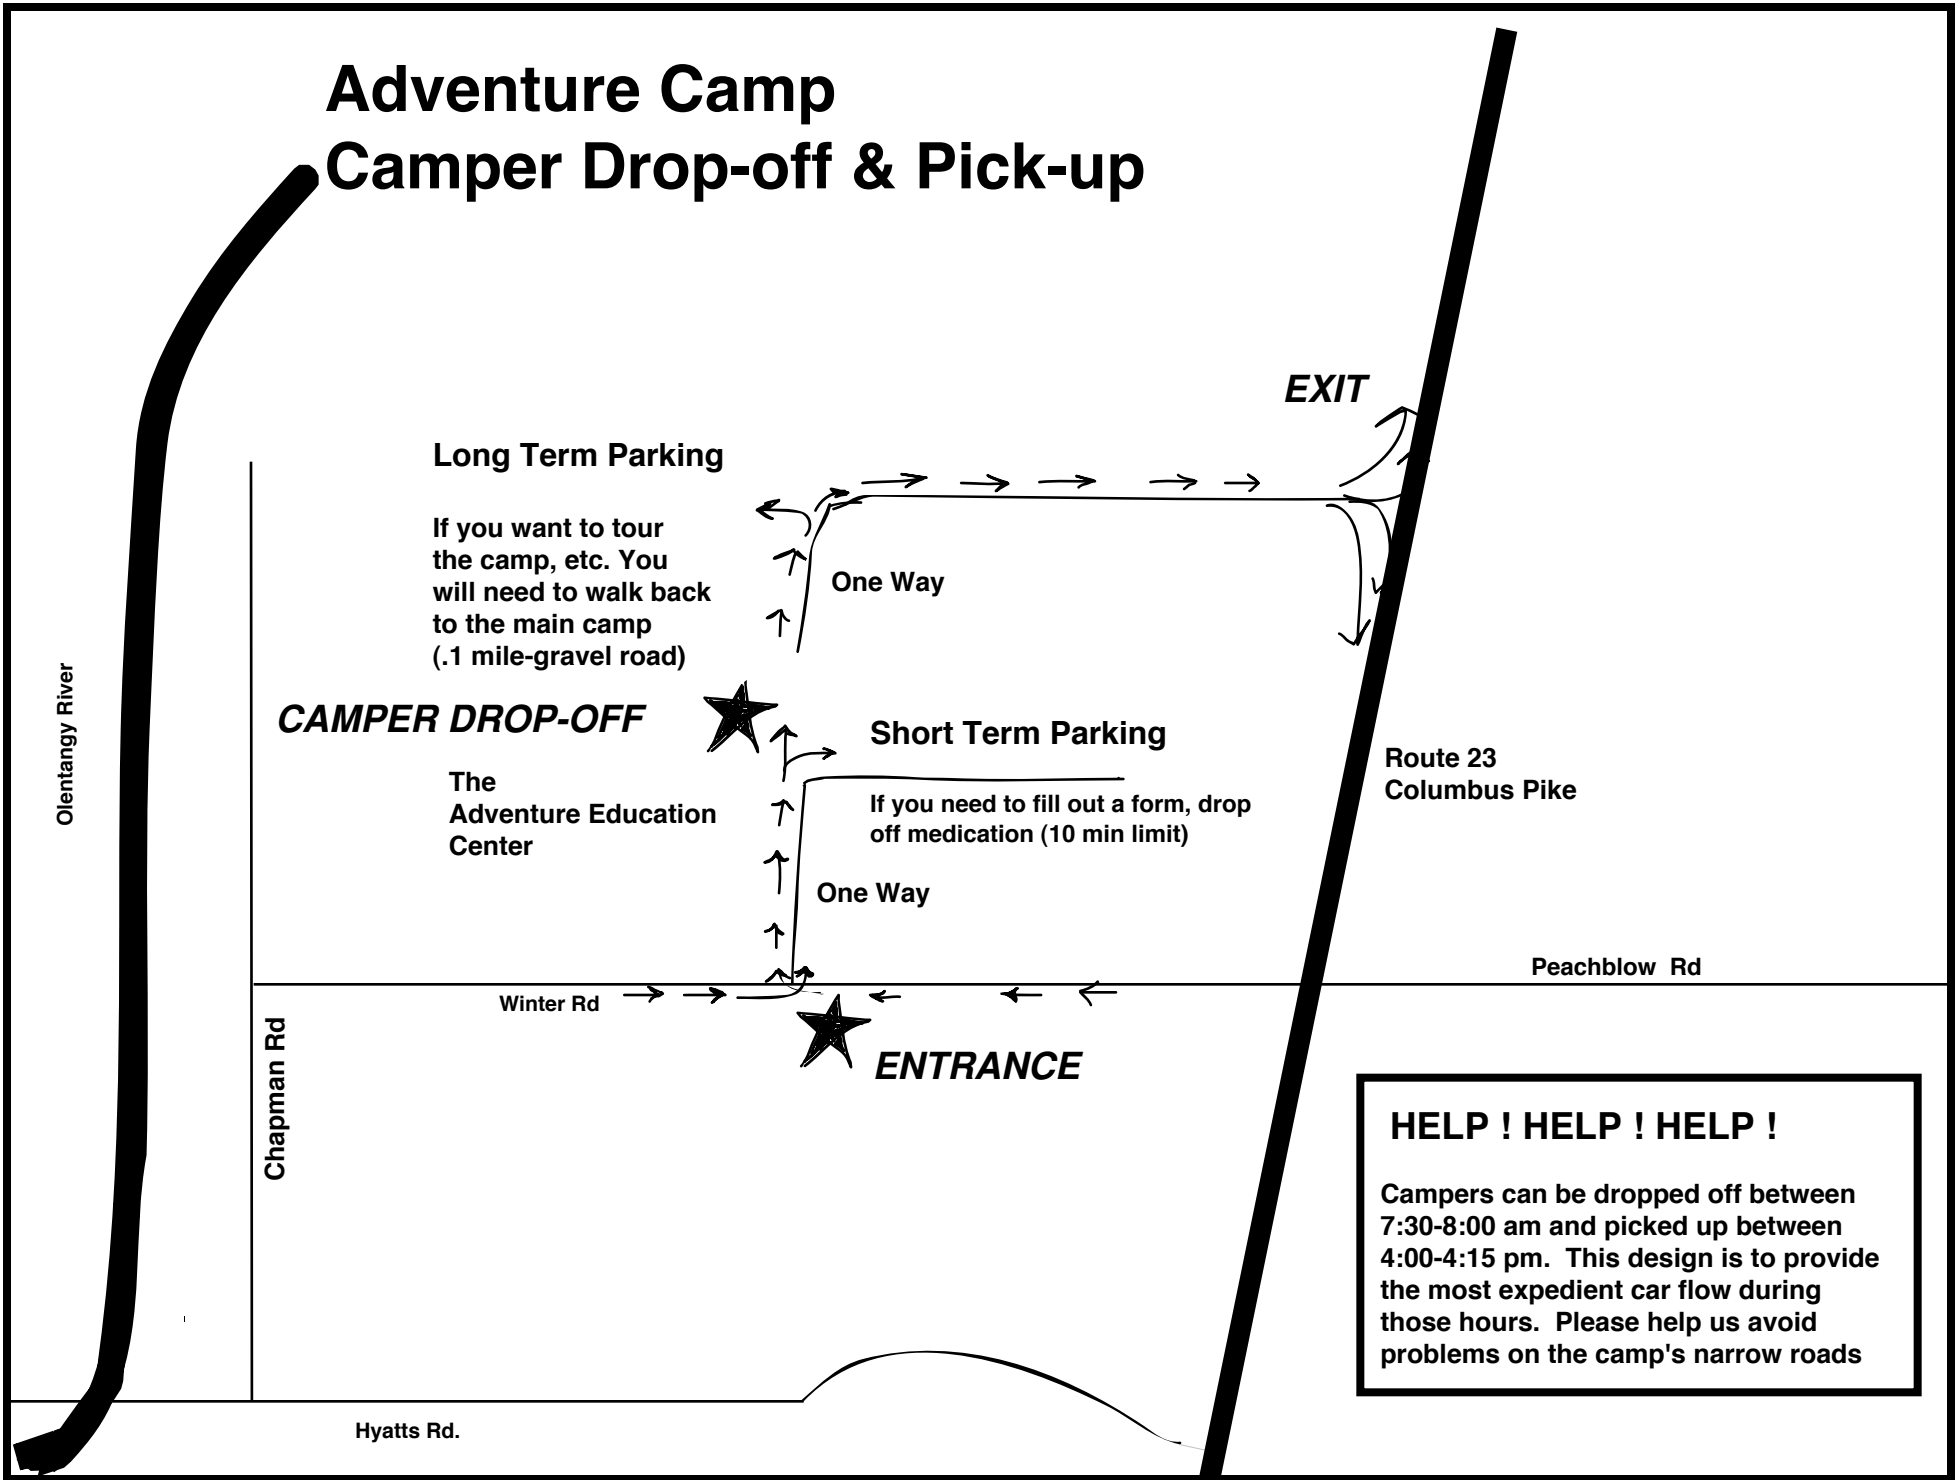 Adventure Camp
Camper Drop-off & Pick-up
EXIT
Long Term Parking
If you want to tour
the camp, etc. You
will need to walk back
to the main camp
(.1 mile-gravel road)
One Way
CAMPER DROP-OFF
Short Term Parking
The
Adventure Education
Center
If you need to fill out a form, drop
off medication (10 min limit)
Route 23
Columbus Pike
Olentangy River
One Way
Peachblow  Rd
Winter Rd
ENTRANCE
Chapman Rd
HELP ! HELP ! HELP !
Campers can be dropped off between
7:30-8:00 am and picked up between
4:00-4:15 pm.  This design is to provide
the most expedient car flow during
those hours.  Please help us avoid
problems on the camp's narrow roads
Hyatts Rd.